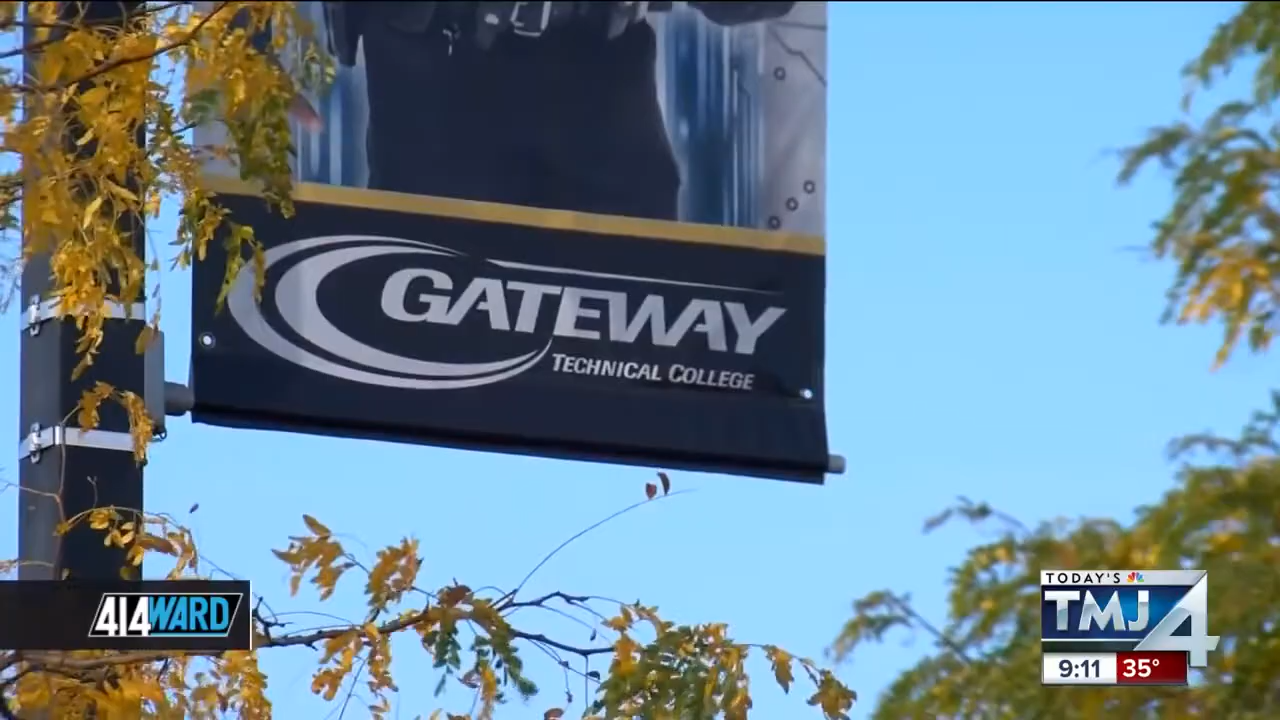 GATEWAY
TECHNICAL COLLEGE
414WARD
TODAY'S
TMJ4
9:11 35°